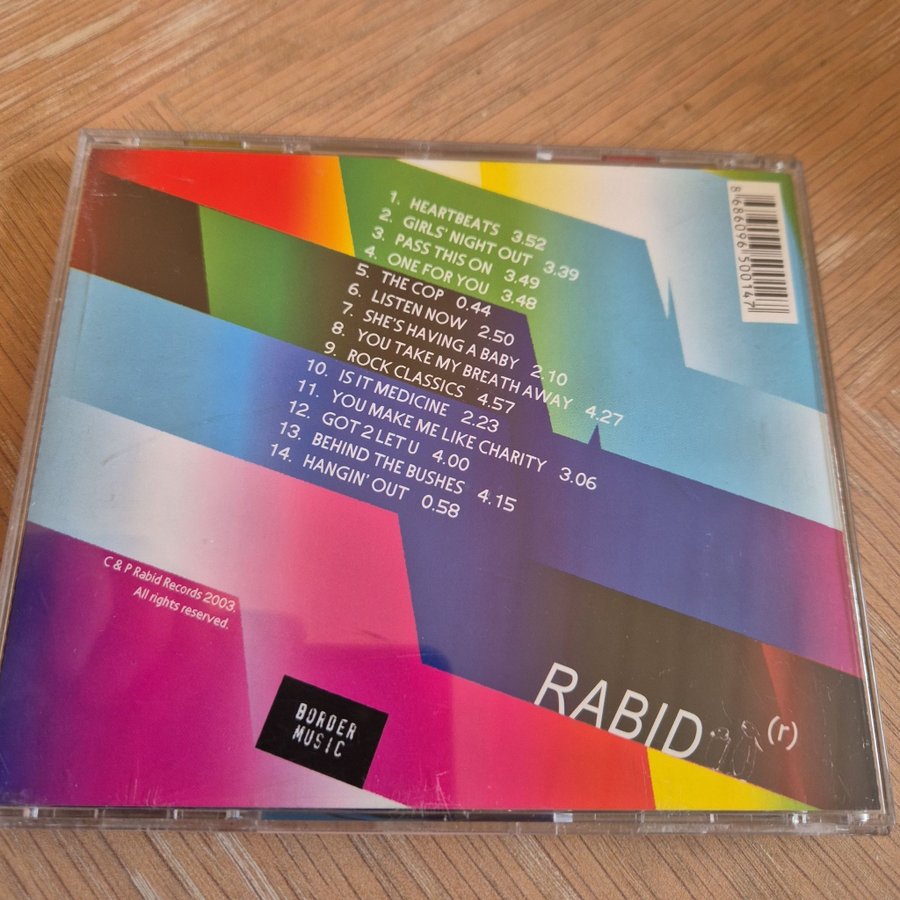 1. HEARTBEATS 3.52
2. GIRLS' NIGHT OUT 3.39
3. PASS THIS ON 3.49
4. ONE FOR YOU 3.48
5. THE COP 0.44
6. LISTEN NOW 2.50
7. SHE'S HAVING A BABY 2.10
8. YOU TAKE MY BREATH AWAY 4.27
9. ROCK CLASSICS 4.57
10. IS IT MEDICINE 2.23
11. YOU MAKE ME LIKE CHARITY 3.06
12. GOT 2 LET U 4.00
13. BEHIND THE BUSHES 4.15
14. HANGIN' OUT 0.58
8 686096 500147
C & P Rabid Records 2003.
All rights reserved.
BORDER
MUSIC
RABID (r)